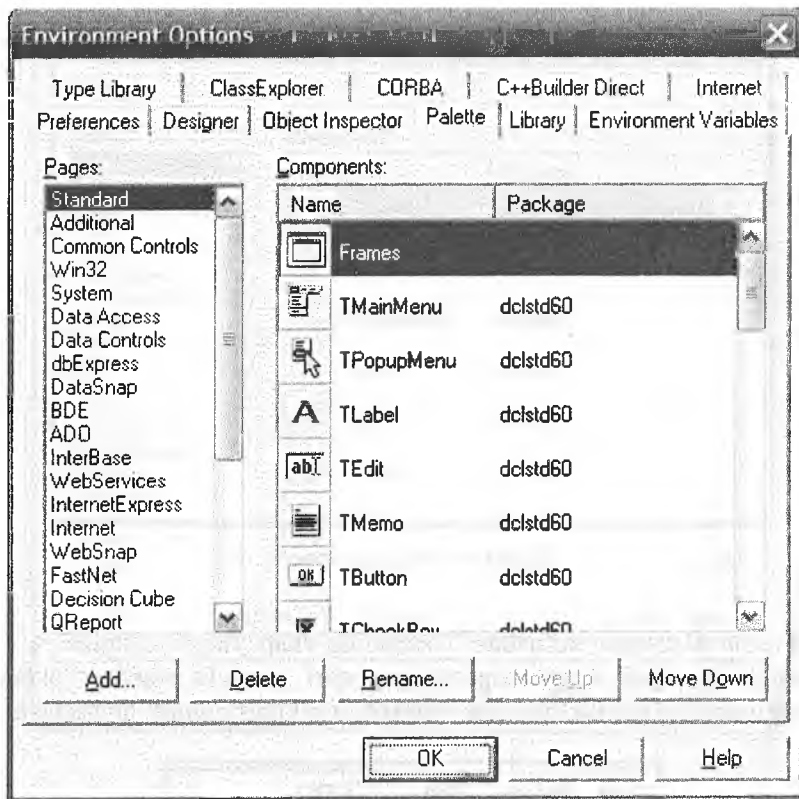 Environment Options
Type Library ClassExplorer CORBA C++Builder Direct Internet
Preferences Designer Object Inspector Palette Library Environment Variables
Pages:
Standard
Additional
Common Controls
Win32
System
Data Access
Data Controls
dbExpress
DataSnap
BDE
ADO
InterBase
WebServices
InternetExpress
Internet
WebSnap
FastNet
Decision Cube
QReport
Components:
Name Package
Frames
TMainMenu dclstd60
TPopupMenu dclstd60
TLabel dclstd60
TEdit dclstd60
TMemo dclstd60
TButton dclstd60
TCheckBox dclstd60
Add... Delete Rename... Move Up Move Down
OK Cancel Help